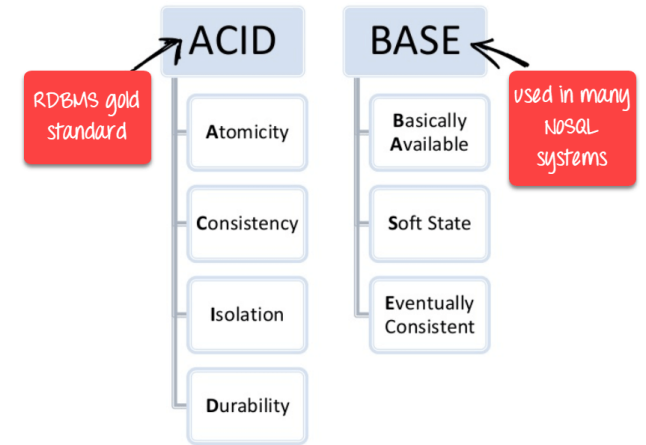 ACID
BASE
RDBMS gold
standard
used in many
NoSQL
systems
Atomicity
Consistency
Isolation
Durability
Basically
Available
Soft State
Eventually
Consistent